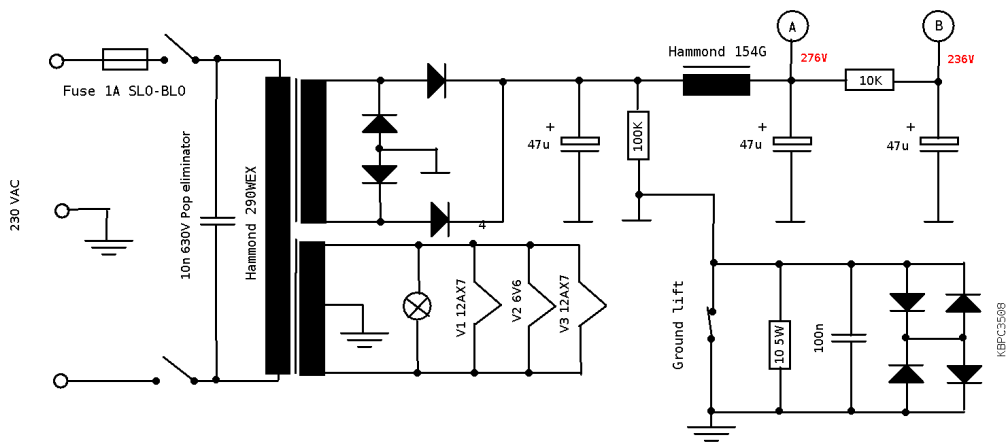 A
B
276V
236V
Hammond 154G
10K
Fuse 1A SLO-BLO
+
47u
100K
+
47u
+
47u
230 VAC
10n 630V Pop eliminator
Hammond 290WEX
4
V1 12AX7
V2 6V6
V3 12AX7
Ground lift
10 5W
100n
KBPC3508